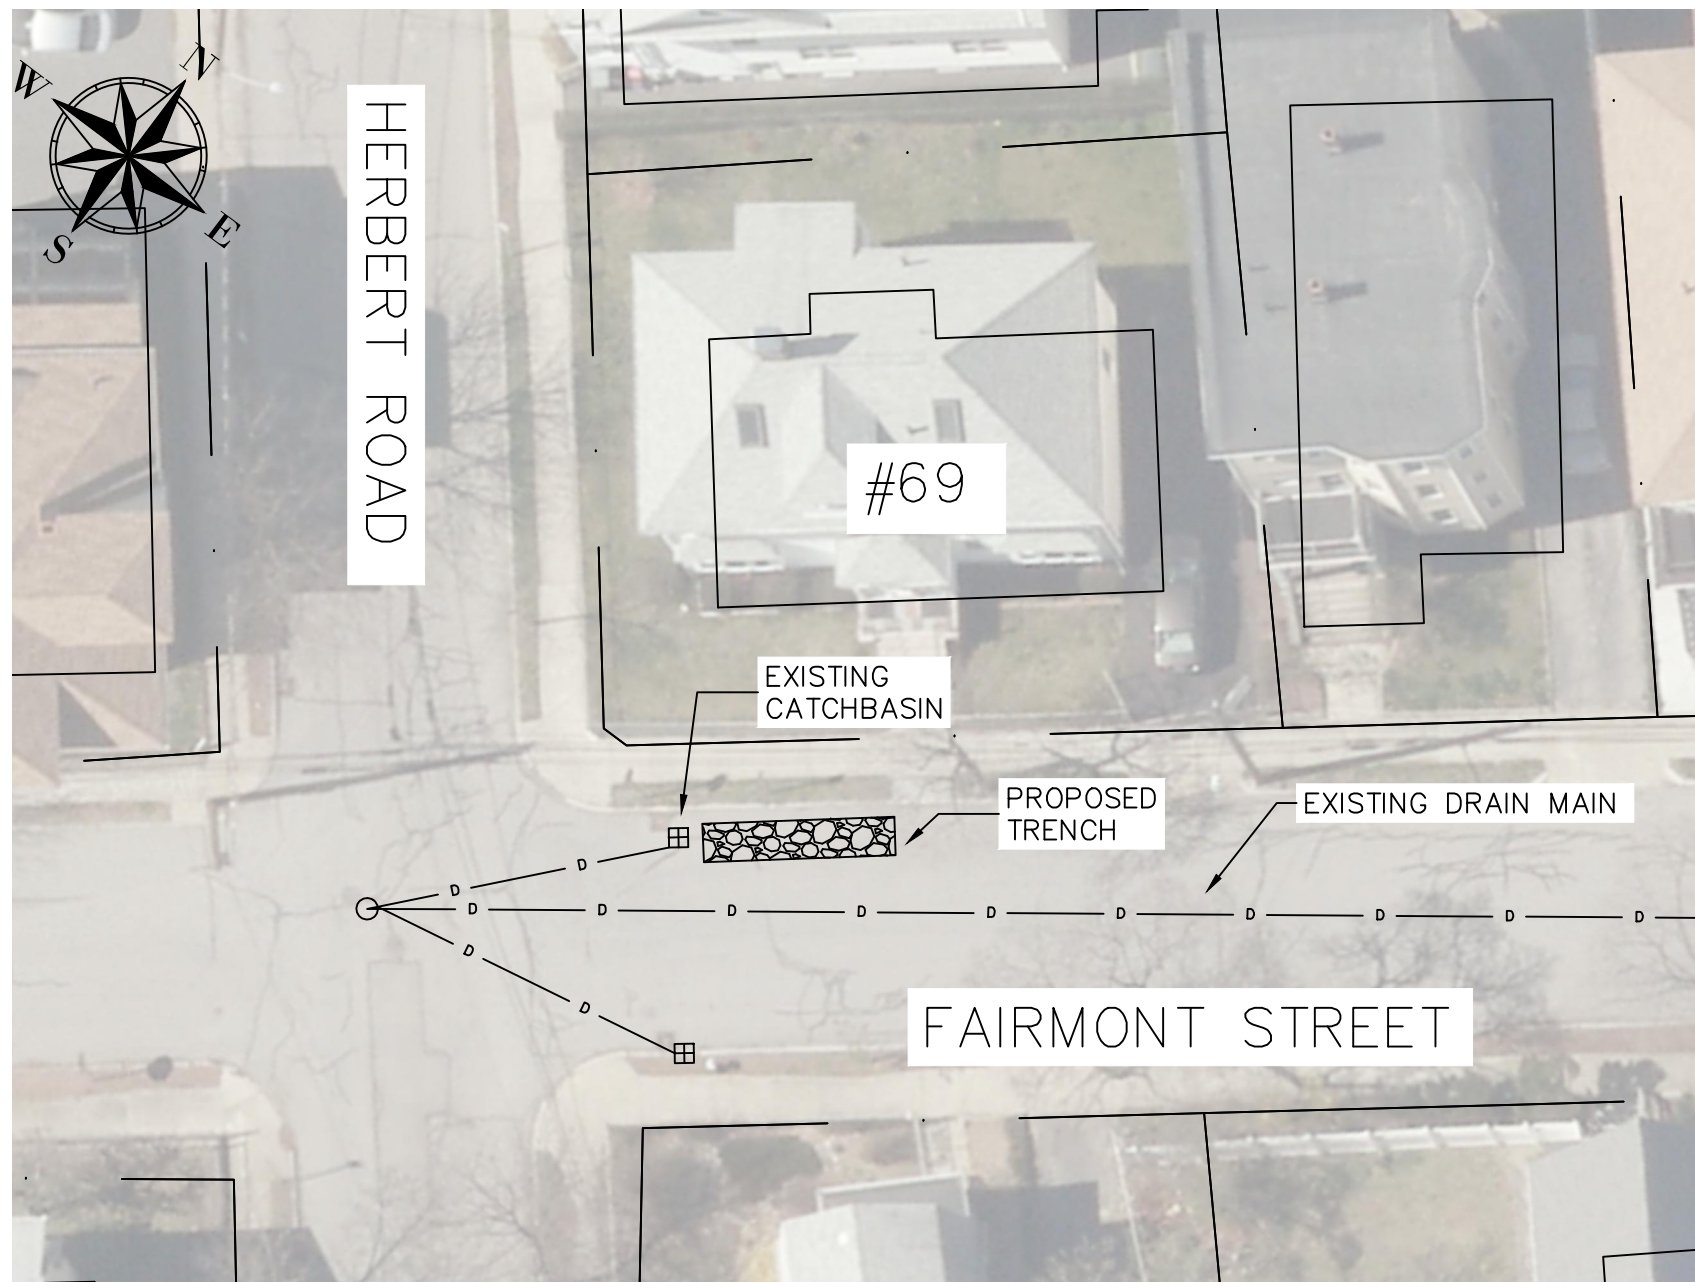 N
W
E
S
HERBERT ROAD
#69
EXISTING
CATCHBASIN
PROPOSED
TRENCH
EXISTING DRAIN MAIN
D
D
D D D D D D D D D D
D
D
FAIRMONT STREET